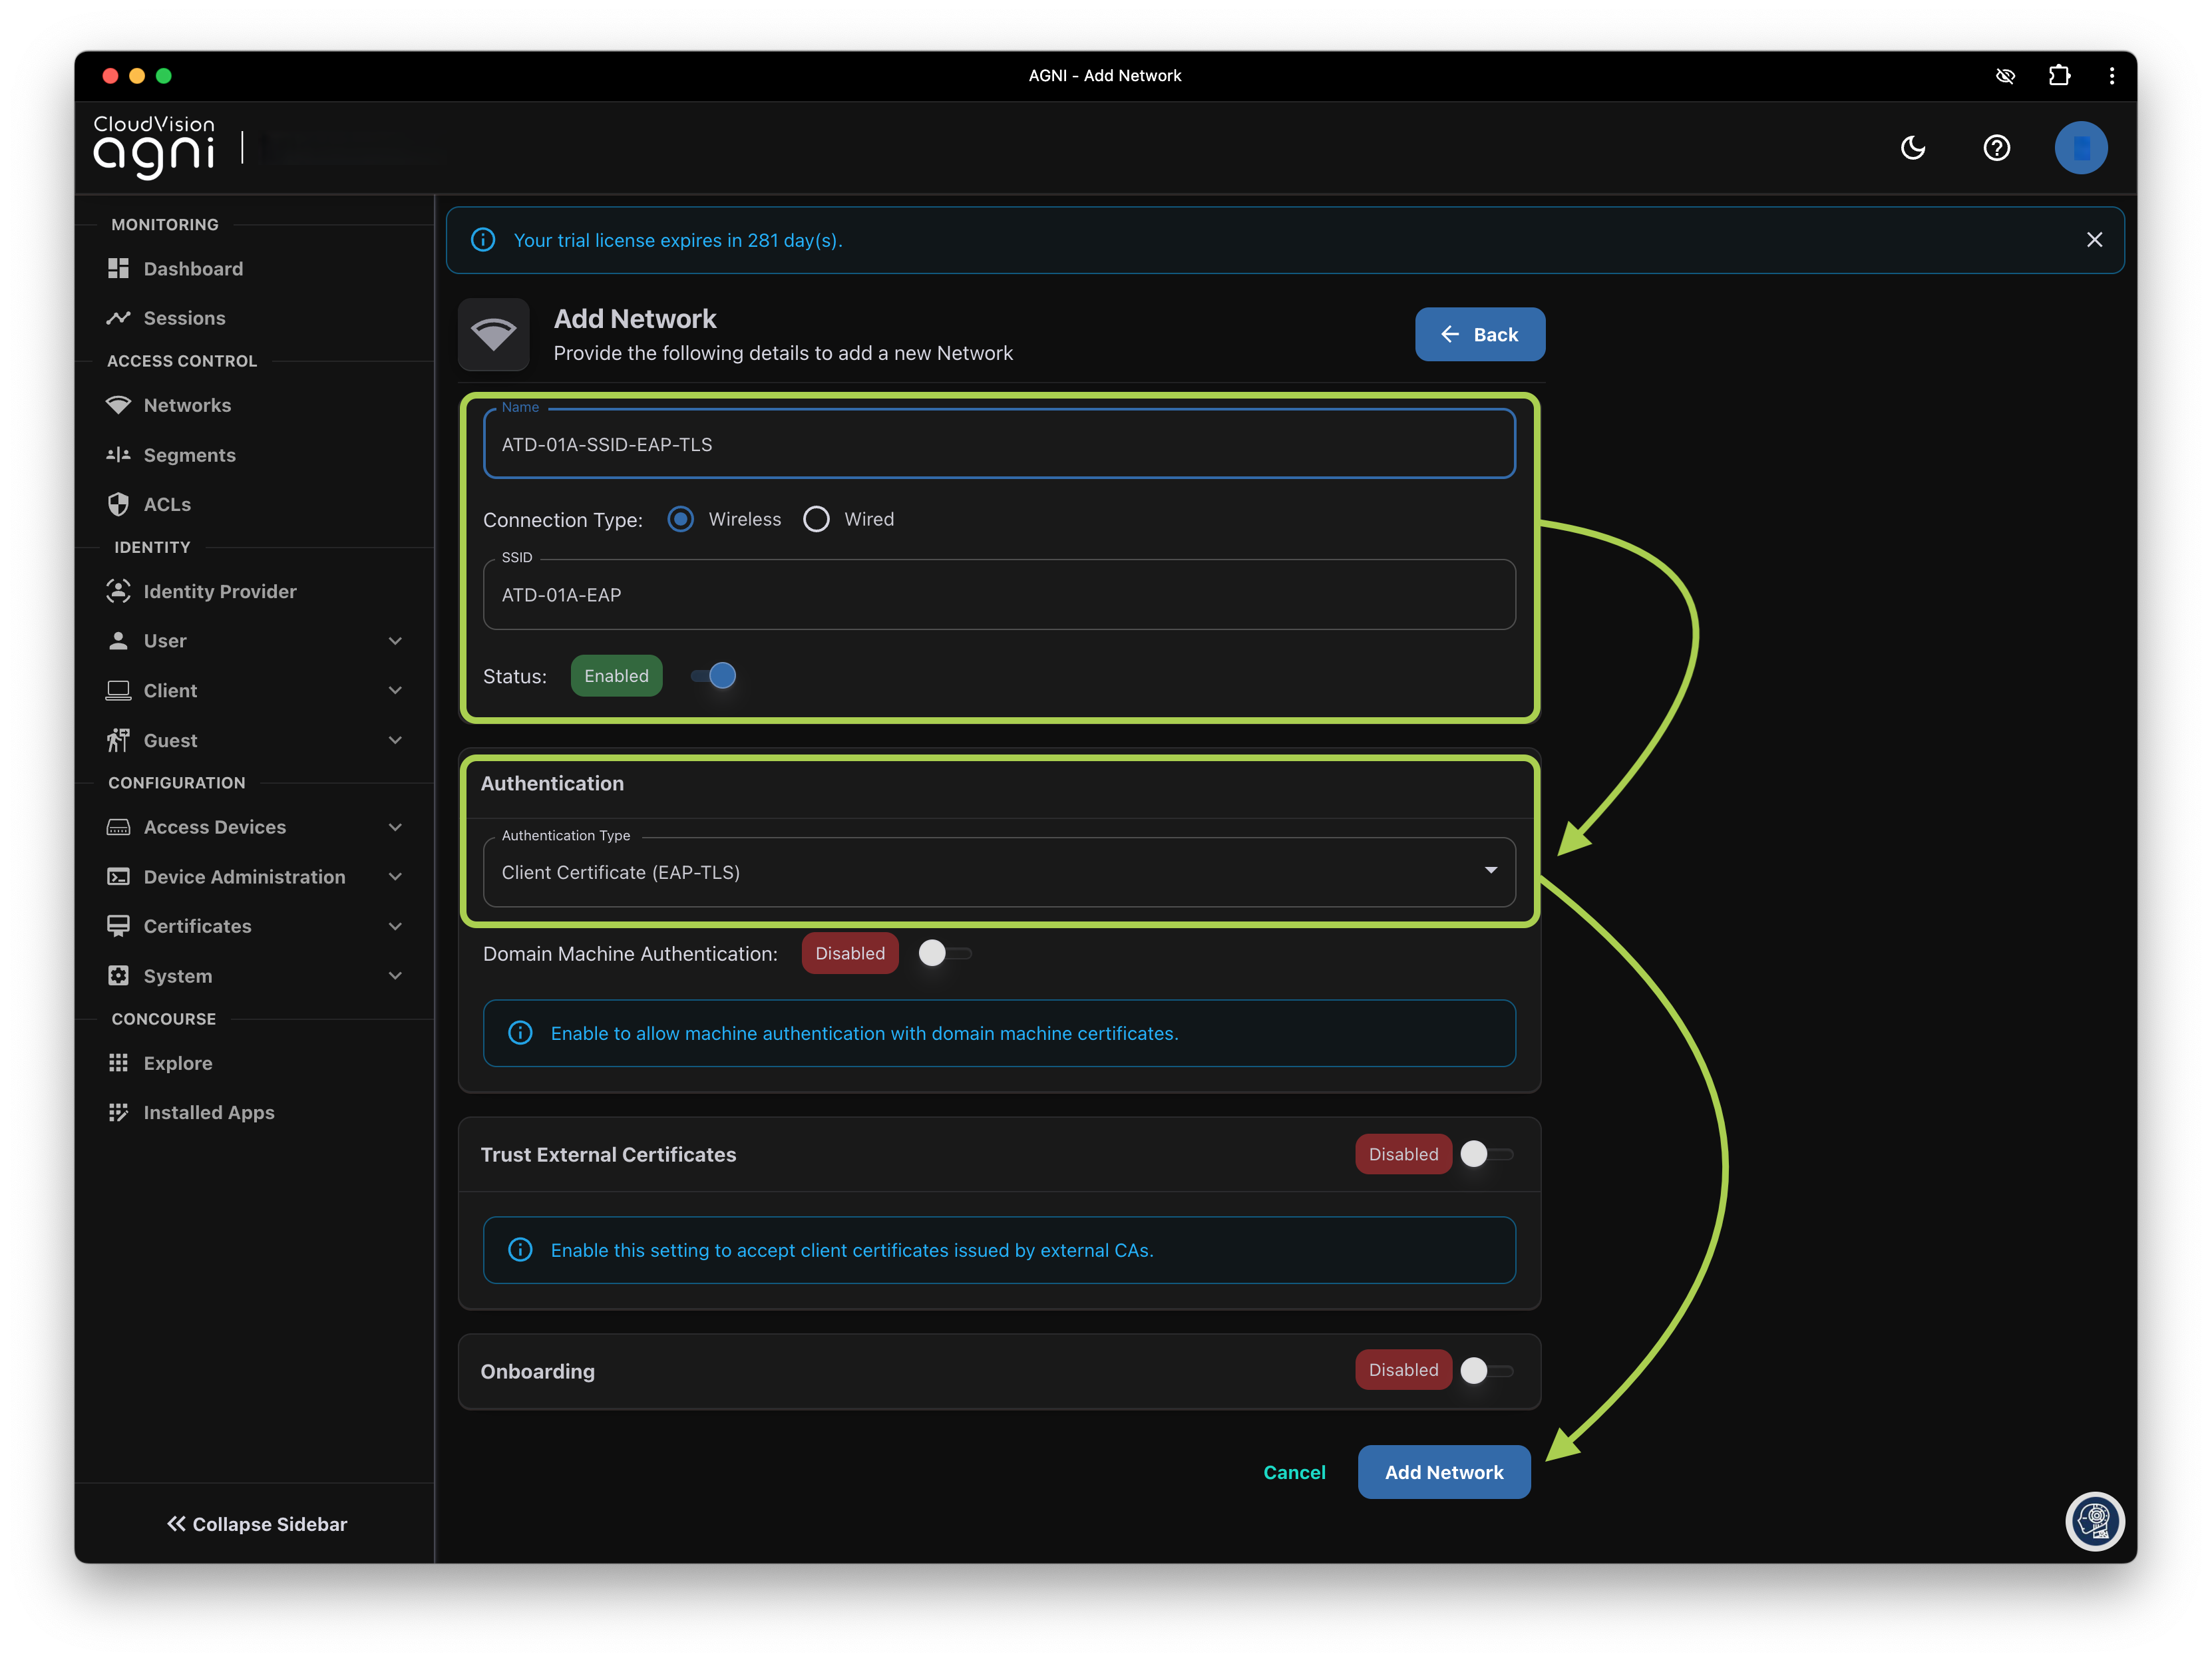 AGNI - Add Network
CloudVision
agni
MONITORING
Dashboard
Sessions
ACCESS CONTROL
Networks
Segments
ACLs
IDENTITY
Identity Provider
User
Client
Guest
CONFIGURATION
Access Devices
Device Administration
Certificates
System
CONCOURSE
Explore
Installed Apps
Collapse Sidebar
Your trial license expires in 281 day(s).
Add Network
Provide the following details to add a new Network
Back
Name
ATD-01A-SSID-EAP-TLS
Connection Type: Wireless Wired
SSID
ATD-01A-EAP
Status: Enabled
Authentication
Authentication Type
Client Certificate (EAP-TLS)
Domain Machine Authentication: Disabled
Enable to allow machine authentication with domain machine certificates.
Trust External Certificates Disabled
Enable this setting to accept client certificates issued by external CAs.
Onboarding Disabled
Cancel Add Network